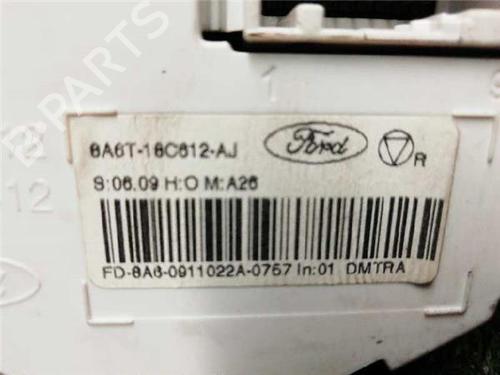 1
8A6T-18C612-AJ
Ford
R
S:06.09 H:O M:A26
12
FD-8A6-0911022A-0757 In:01 DMTRA
B-PARTS